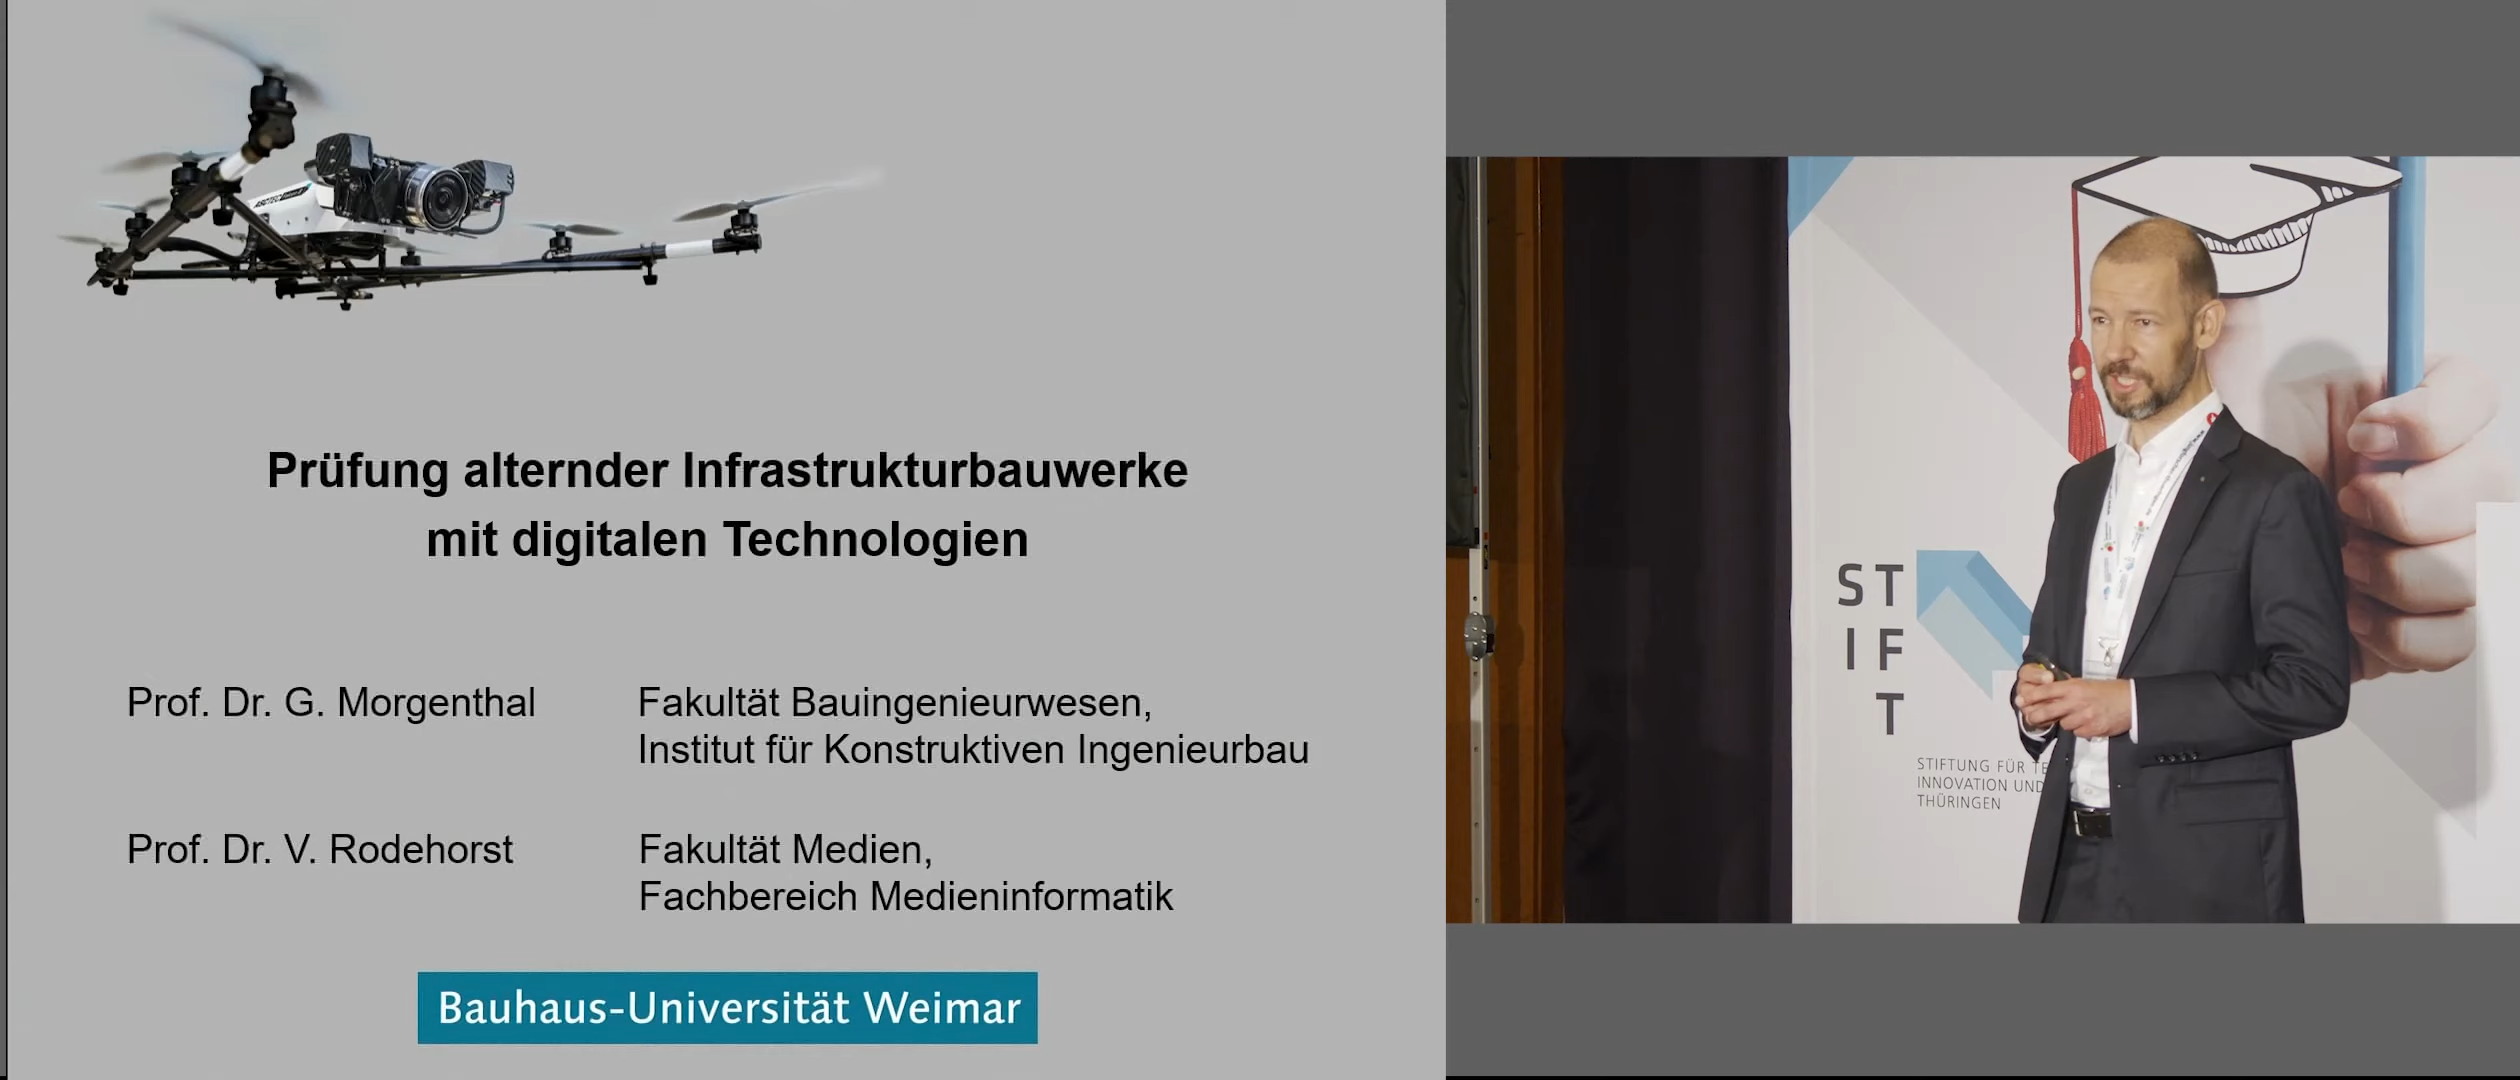 Prüfung alternder Infrastrukturbauwerke
mit digitalen Technologien
Prof. Dr. G. Morgenthal
Fakultät Bauingenieurwesen,
Institut für Konstruktiven Ingenieurbau
Prof. Dr. V. Rodehorst
Fakultät Medien,
Fachbereich Medieninformatik
Bauhaus-Universität Weimar
ST
IF
T
STIFTUNG FÜR
INNOVATION UND
THÜRINGEN